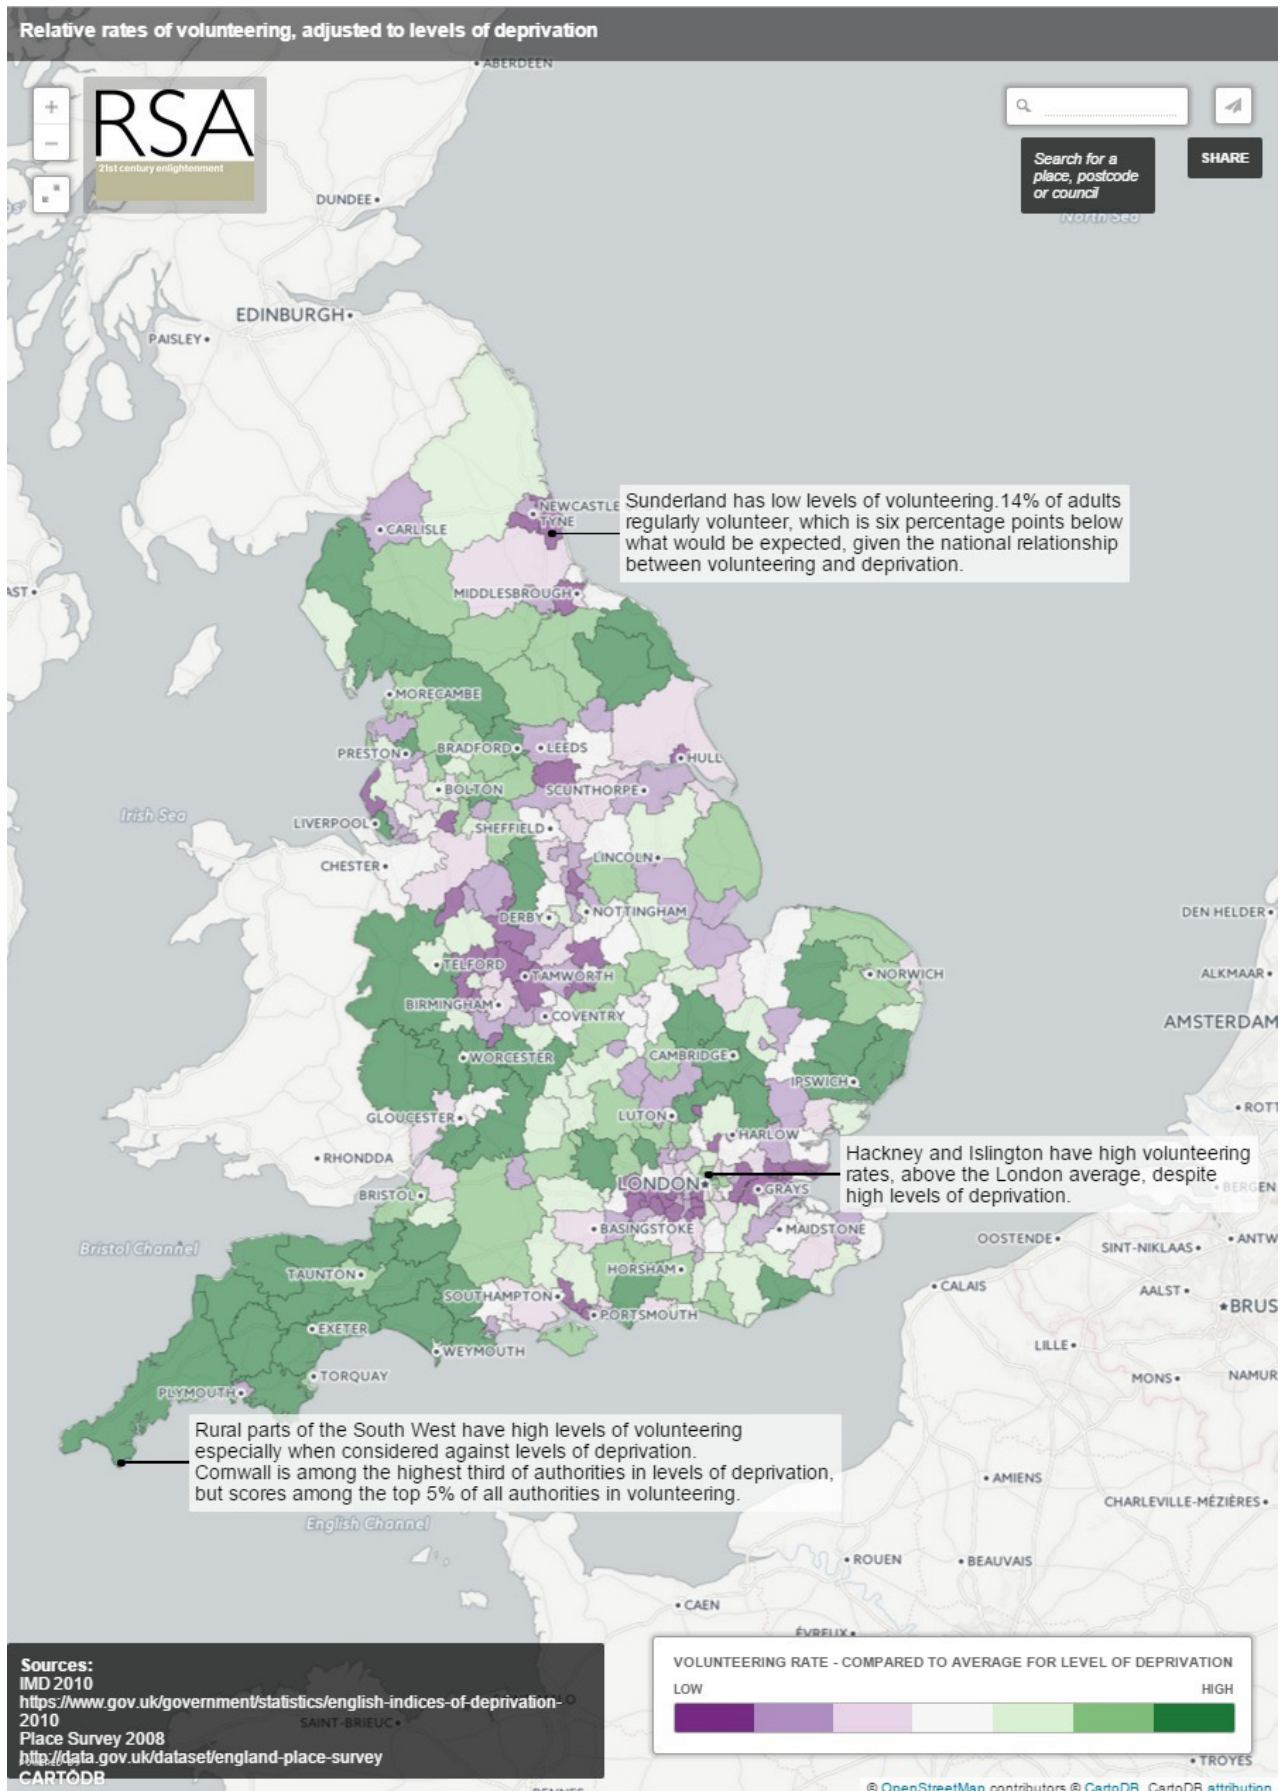 Relative rates of volunteering, adjusted to levels of deprivation
ABERDEEN
+
−
RSA
21st century enlightenment
Search for a
place, postcode
or council
SHARE
North Sea
DUNDEE
EDINBURGH
PAISLEY
NEWCASTLE
TYNE
Sunderland has low levels of volunteering.14% of adults
regularly volunteer, which is six percentage points below
what would be expected, given the national relationship
between volunteering and deprivation.
CARLISLE
AST
MIDDLESBROUGH
MORECAMBE
PRESTON
BRADFORD
LEEDS
HULL
BOLTON
SCUNTHORPE
Irish Sea
LIVERPOOL
SHEFFIELD
CHESTER
LINCOLN
DERBY
NOTTINGHAM
DEN HELDER
TELFORD
TAMWORTH
NORWICH
ALKMAAR
BIRMINGHAM
COVENTRY
AMSTERDAM
WORCESTER
CAMBRIDGE
IPSWICH
GLOUCESTER
LUTON
ROTT
HARLOW
RHONDDA
Hackney and Islington have high volunteering
rates, above the London average, despite
high levels of deprivation.
LONDON
GRAYS
BERGEN
BRISTOL
BASINGSTOKE
MAIDSTONE
OOSTENDE
SINT-NIKLAAS
ANTW
Bristol Channel
TAUNTON
HORSHAM
CALAIS
AALST
SOUTHAMPTON
PORTSMOUTH
BRUS
EXETER
WEYMOUTH
LILLE
TORQUAY
MONS
NAMUR
PLYMOUTH
Rural parts of the South West have high levels of volunteering
especially when considered against levels of deprivation.
Cornwall is among the highest third of authorities in levels of deprivation,
but scores among the top 5% of all authorities in volunteering.
AMIENS
CHARLEVILLE-MÉZIÈRES
English Channel
ROUEN
BEAUVAIS
CAEN
ÉVREUX
Sources:
IMD 2010
https://www.gov.uk/government/statistics/english-indices-of-deprivation-
2010
SAINT-BRIEUC
Place Survey 2008
http://data.gov.uk/dataset/england-place-survey
CARTODB
VOLUNTEERING RATE - COMPARED TO AVERAGE FOR LEVEL OF DEPRIVATION
LOW
HIGH
TROYES
RENNES
© OpenStreetMap contributors © CartoDB, CartoDB attribution